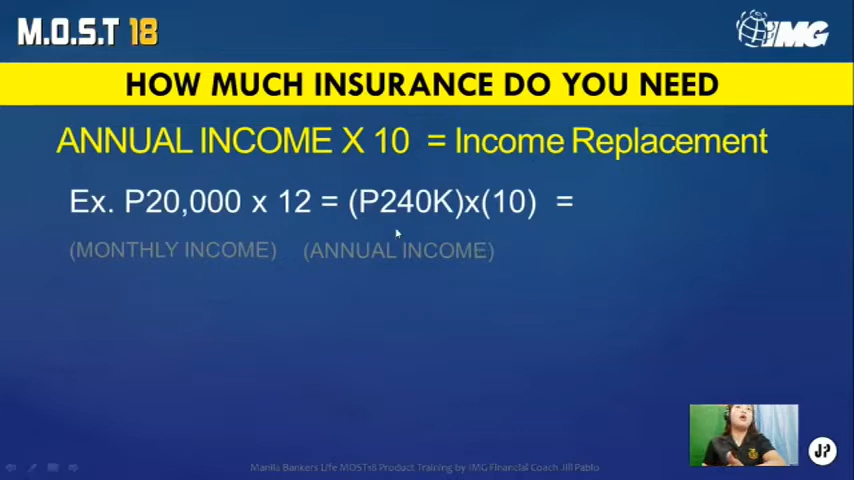 M.O.S.T 18
IMG
HOW MUCH INSURANCE DO YOU NEED
ANNUAL INCOME X 10 = Income Replacement
Ex. P20,000 x 12 = (P240K)x(10) =
(MONTHLY INCOME) (ANNUAL INCOME)
JP
Manila Bankers Life MOST18 Product Training by IMG Financial Coach Jill Pablo